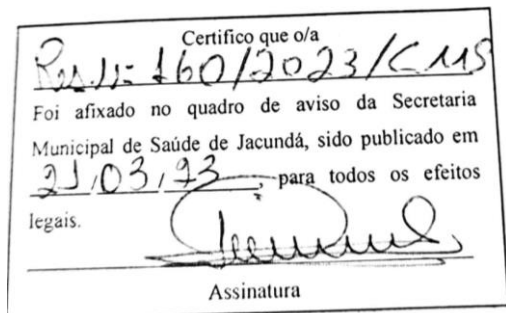 Certifico que o/a
Res. nº 160/2023/CMS
Foi afixado no quadro de aviso da Secretaria
Municipal de Saúde de Jacundá, sido publicado em
21,03,23, para todos os efeitos
legais.
Assinatura